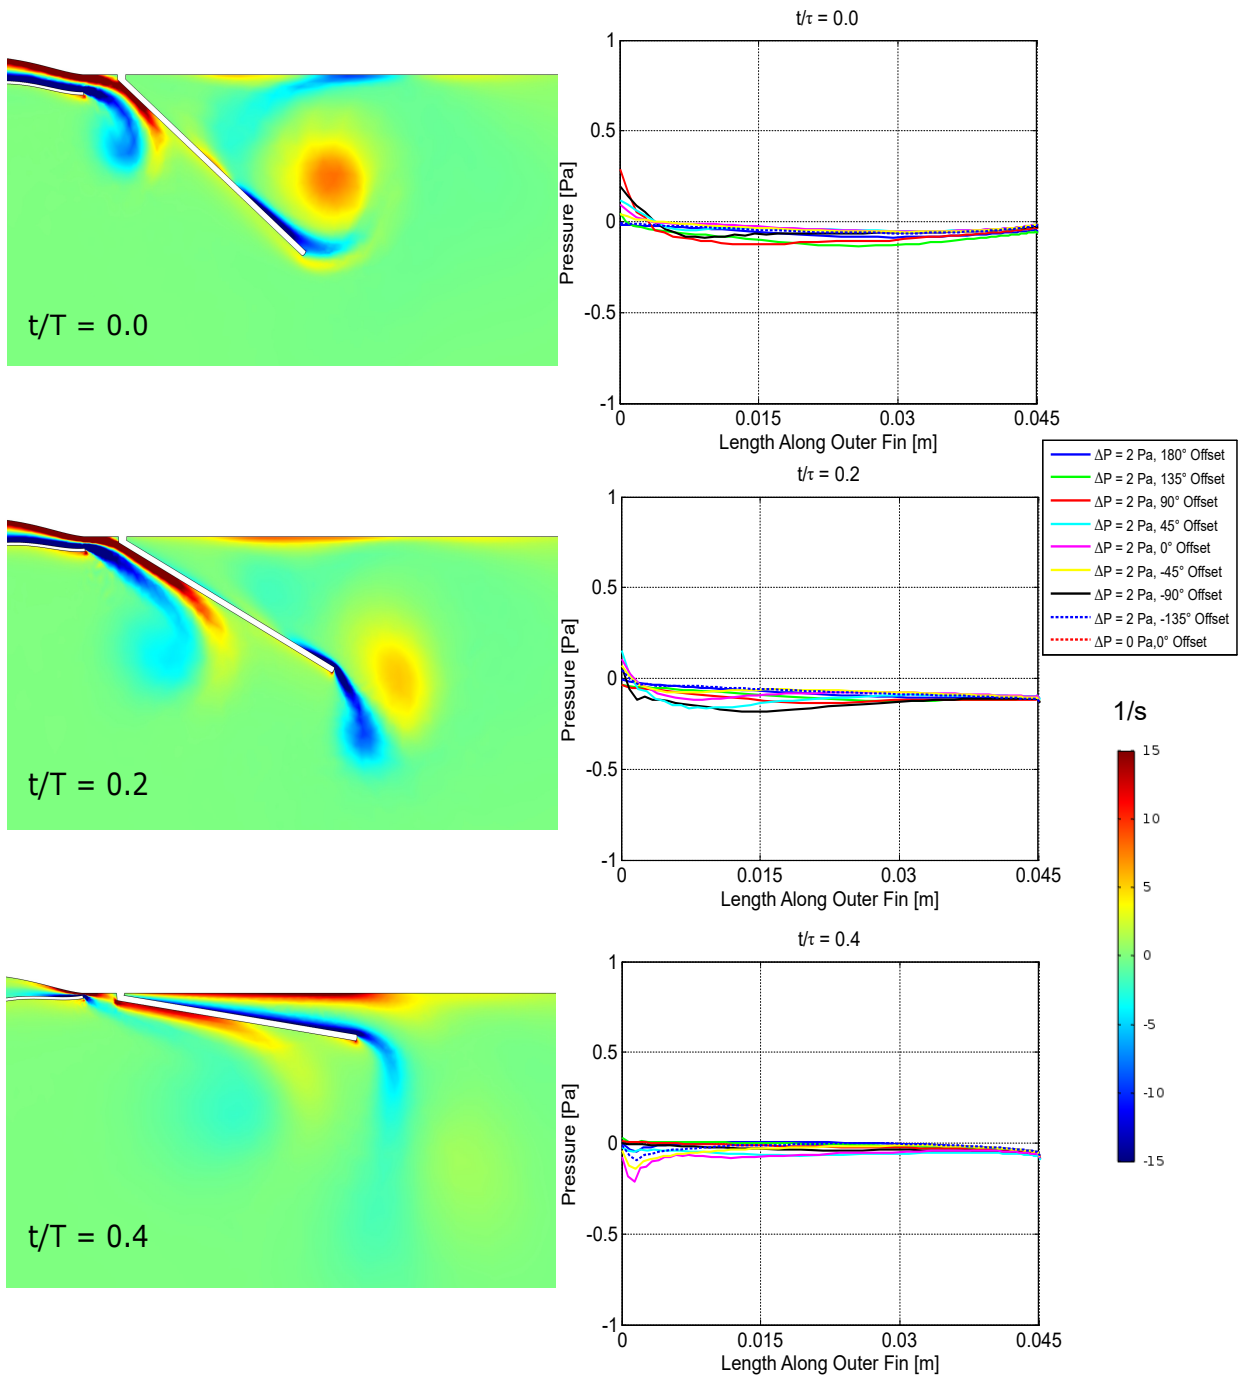 t/τ = 0.0
1
0.5
0
-0.5
-1
Pressure [Pa]
0
0.015
0.03
0.045
Length Along Outer Fin [m]
t/T = 0.0
ΔP = 2 Pa, 180° Offset
ΔP = 2 Pa, 135° Offset
ΔP = 2 Pa, 90° Offset
ΔP = 2 Pa, 45° Offset
ΔP = 2 Pa, 0° Offset
ΔP = 2 Pa, -45° Offset
ΔP = 2 Pa, -90° Offset
ΔP = 2 Pa, -135° Offset
ΔP = 0 Pa,0° Offset
t/τ = 0.2
1
0.5
0
-0.5
-1
Pressure [Pa]
0
0.015
0.03
0.045
Length Along Outer Fin [m]
t/T = 0.2
1/s
15
10
5
0
-5
-10
-15
t/τ = 0.4
1
0.5
0
-0.5
-1
Pressure [Pa]
0
0.015
0.03
0.045
Length Along Outer Fin [m]
t/T = 0.4